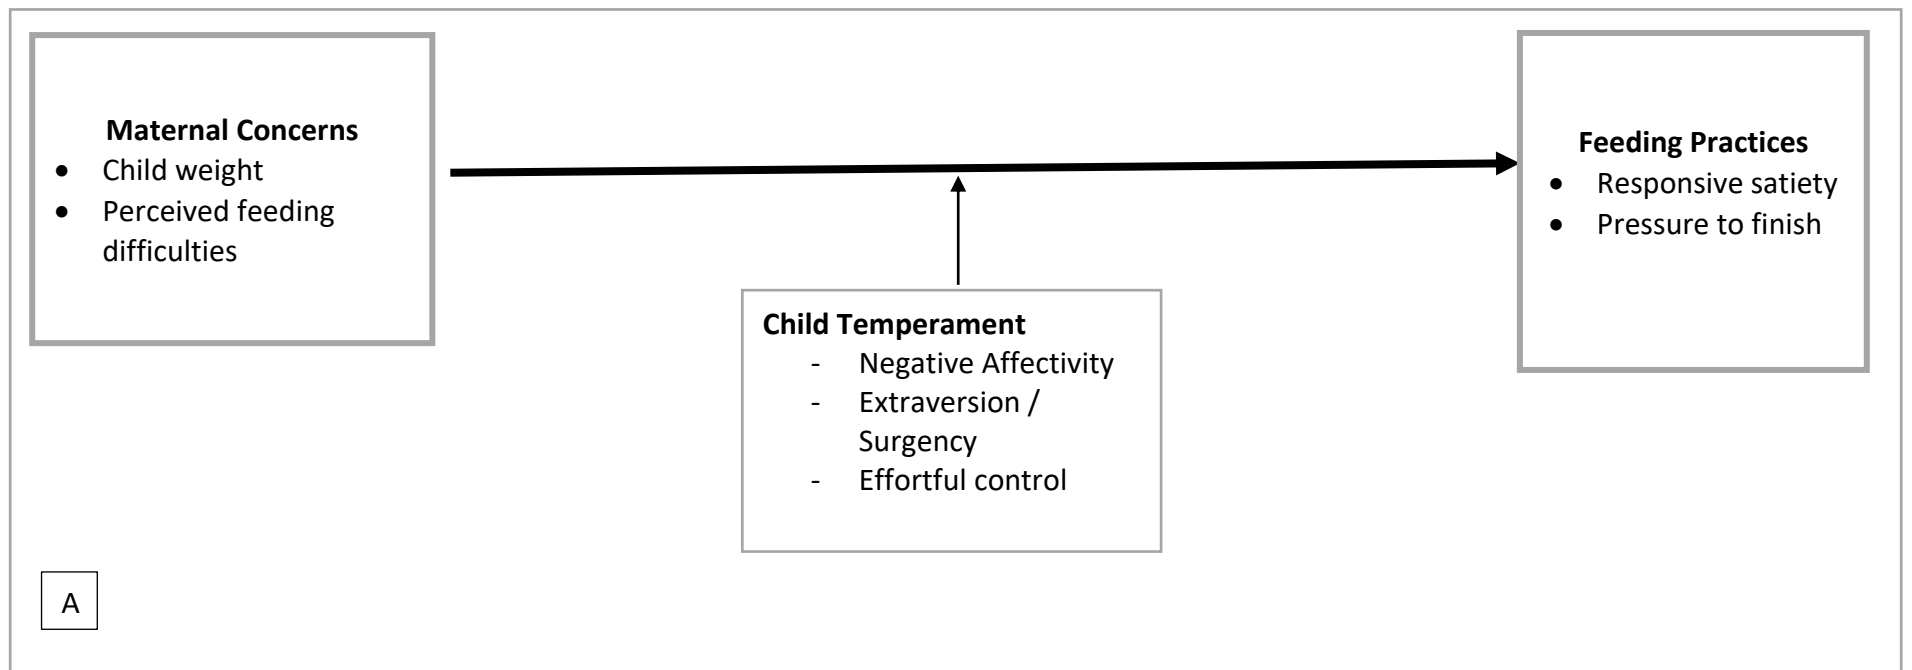 Maternal Concerns
• Child weight
• Perceived feeding
difficulties
Feeding Practices
• Responsive satiety
• Pressure to finish
Child Temperament
- Negative Affectivity
- Extraversion /
Surgency
- Effortful control
A